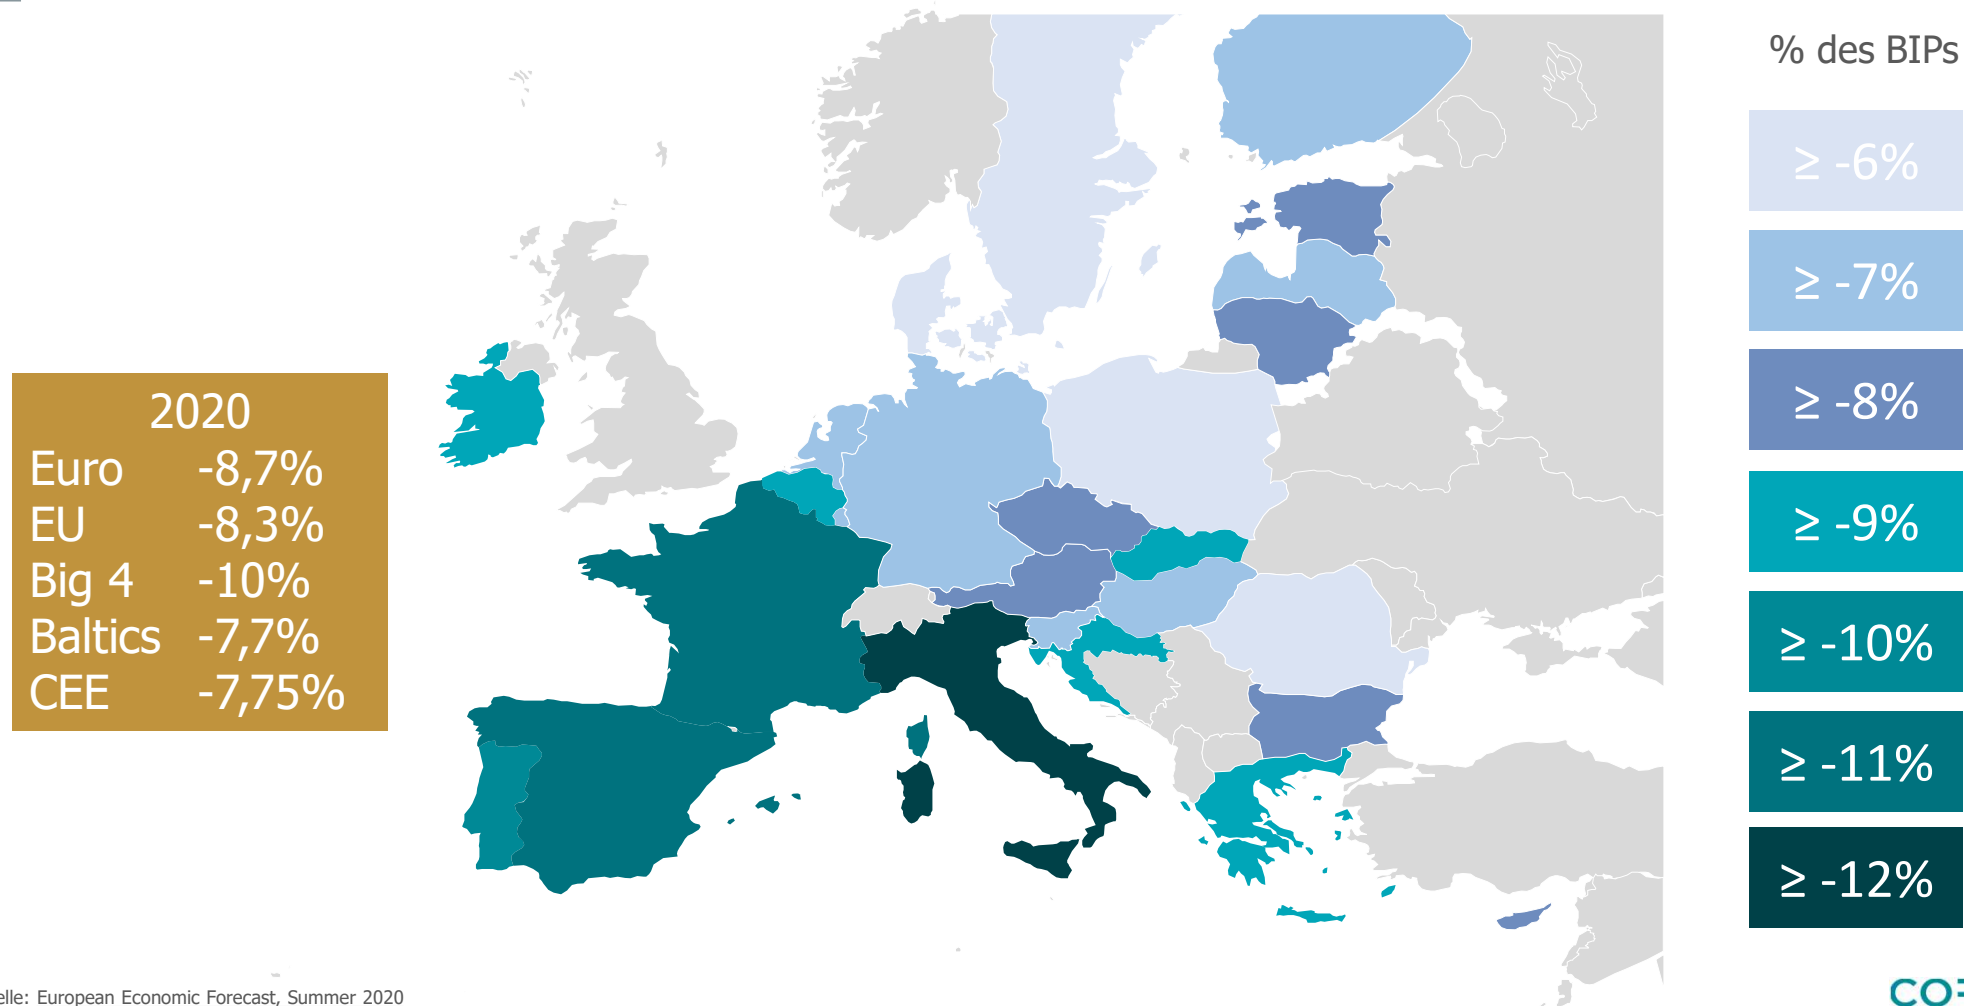 % des BIPs
≥ -6%
≥ -7%
≥ -8%
≥ -9%
≥ -10%
≥ -11%
≥ -12%
2020
Euro -8,7%
EU -8,3%
Big 4 -10%
Baltics -7,7%
CEE -7,75%
European Economic Forecast, Summer 2020